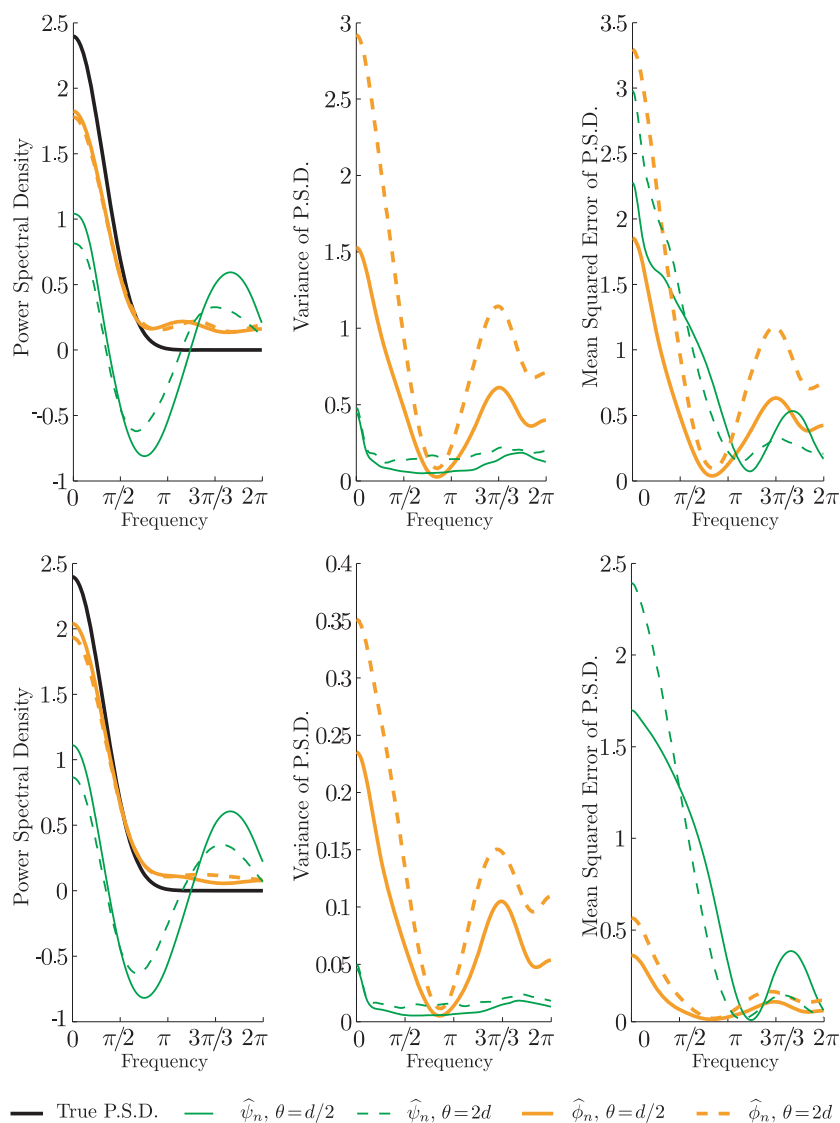 2.5
2
1.5
1
0.5
0
-0.5
-1
Power Spectral Density
0 π/2 π 3π/3 2π
Frequency
3
2.5
2
1.5
1
0.5
0
Variance of P.S.D.
0 π/2 π 3π/3 2π
Frequency
3.5
3
2.5
2
1.5
1
0.5
0
Mean Squared Error of P.S.D.
0 π/2 π 3π/3 2π
Frequency
2.5
2
1.5
1
0.5
0
-0.5
-1
Power Spectral Density
0 π/2 π 3π/3 2π
Frequency
0.4
0.35
0.3
0.25
0.2
0.15
0.1
0.05
0
Variance of P.S.D.
0 π/2 π 3π/3 2π
Frequency
2.5
2
1.5
1
0.5
0
Mean Squared Error of P.S.D.
0 π/2 π 3π/3 2π
Frequency
True P.S.D. ψ̂ₙ, θ=d/2 ψ̂ₙ, θ=2d ϕ̂ₙ, θ=d/2 ϕ̂ₙ, θ=2d